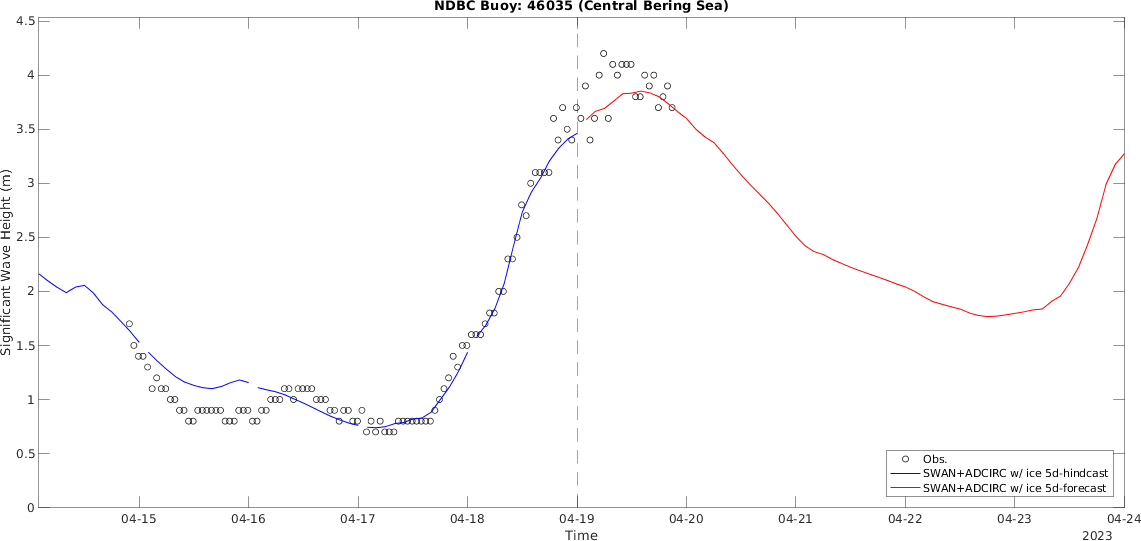 NDBC Buoy: 46035 (Central Bering Sea)
4.5
4
3.5
3
2.5
2
1.5
1
0.5
0
Significant Wave Height (m)
Obs.
SWAN+ADCIRC w/ ice 5d-hindcast
SWAN+ADCIRC w/ ice 5d-forecast
04-15 04-16 04-17 04-18 04-19 04-20 04-21 04-22 04-23 04-24
Time
2023